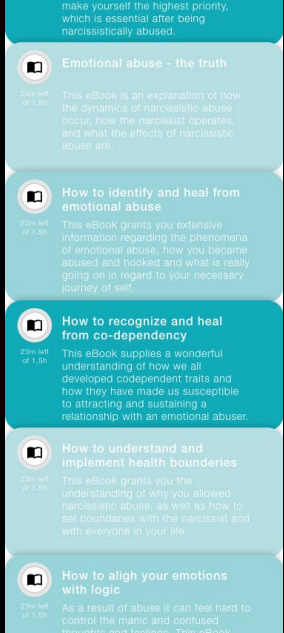 make yourself the highest priority,
which is essential after being
narcissistically abused.
Emotional abuse - the truth
23m left
of 1,5h
This eBook is an explanation of how
the dynamics of narcissistic abuse
occur, how the narcissist operates,
and what the effects of narcissistic
abuse are.
How to identify and heal from
emotional abuse
23m left
of 1,5h
This eBook grants you extensive
information regarding the phenomena
of emotional abuse, how you became
abused and hooked and what is really
going on in regard to your necessary
journey of self.
How to recognize and heal
from co-dependency
23m left
of 1,5h
This eBook supplies a wonderful
understanding of how we all
developed codependent traits and
how they have made us susceptible
to attracting and sustaining a
relationship with an emotional abuser.
How to understand and
implement health bounderies
23m left
of 1,5h
This eBook grants you the
understanding of why you allowed
narcissistic abuse, as well as how to
set boundaries with the narcissist and
with everyone in your life.
How to aligh your emotions
with logic
23m left
of 1,5h
As a result of abuse it can feel hard to
control the manic and confused
thoughts and feelings. This eBook